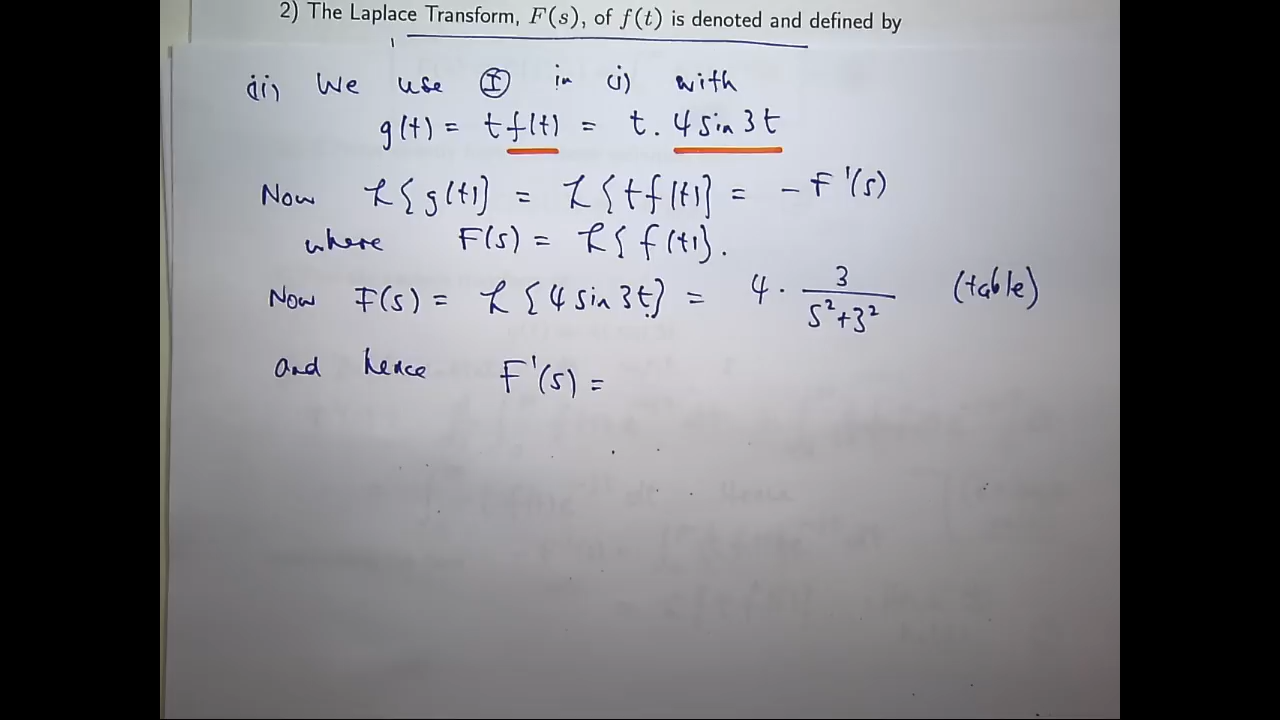 2) The Laplace Transform, F(s), of f(t) is denoted and defined by
(ii) We use Ⓘ in (i) with
g(t) = t f(t) = t . 4 sin 3t
Now ℒ{g(t)} = ℒ{t f(t)} = - F'(s)
where F(s) = ℒ{f(t)}.
Now F(s) = ℒ{4 sin 3t} = 4 · 3/(s²+3²) (table)
and hence F'(s) =